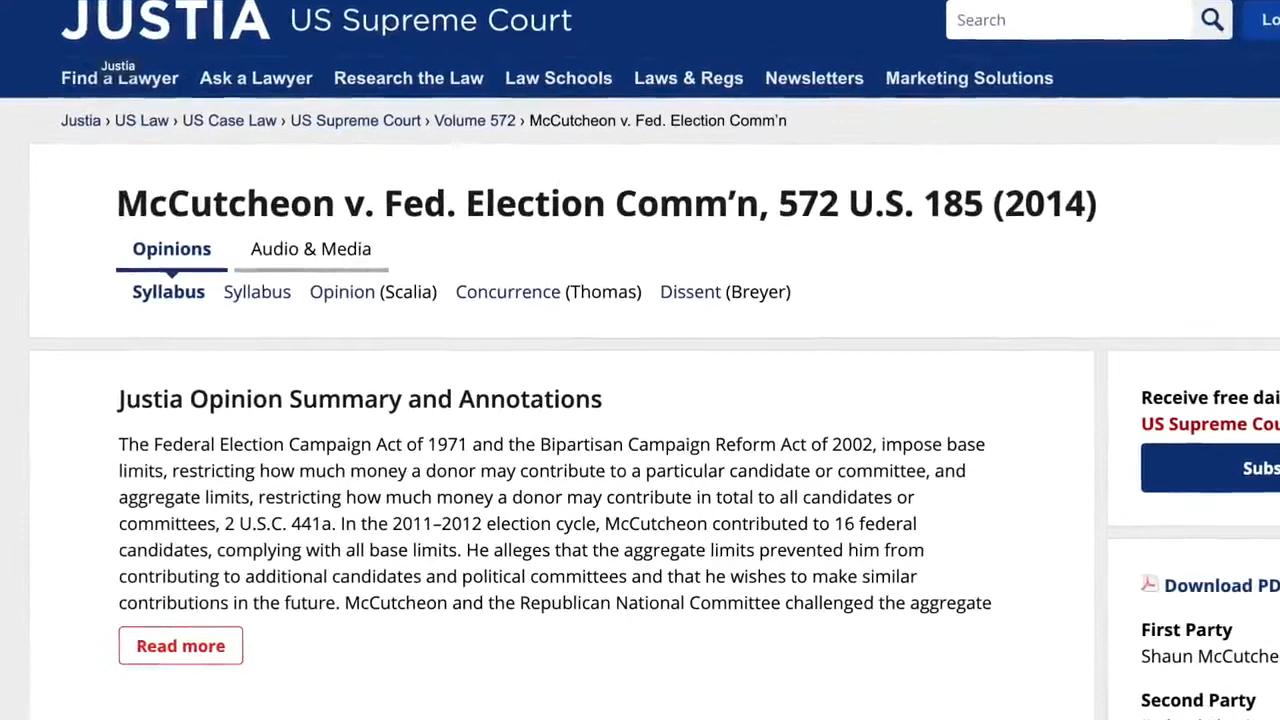 JUSTIA US Supreme Court
Search
Justia
Find a Lawyer Ask a Lawyer Research the Law Law Schools Laws & Regs Newsletters Marketing Solutions
Justia › US Law › US Case Law › US Supreme Court › Volume 572 › McCutcheon v. Fed. Election Comm’n
McCutcheon v. Fed. Election Comm’n, 572 U.S. 185 (2014)
Opinions Audio & Media
Syllabus Syllabus Opinion (Scalia) Concurrence (Thomas) Dissent (Breyer)
Justia Opinion Summary and Annotations
The Federal Election Campaign Act of 1971 and the Bipartisan Campaign Reform Act of 2002, impose base
limits, restricting how much money a donor may contribute to a particular candidate or committee, and
aggregate limits, restricting how much money a donor may contribute in total to all candidates or
committees, 2 U.S.C. 441a. In the 2011–2012 election cycle, McCutcheon contributed to 16 federal
candidates, complying with all base limits. He alleges that the aggregate limits prevented him from
contributing to additional candidates and political committees and that he wishes to make similar
contributions in the future. McCutcheon and the Republican National Committee challenged the aggregate
Read more
Receive free dai
US Supreme Cou
Subs
Download PD
First Party
Shaun McCutche
Second Party